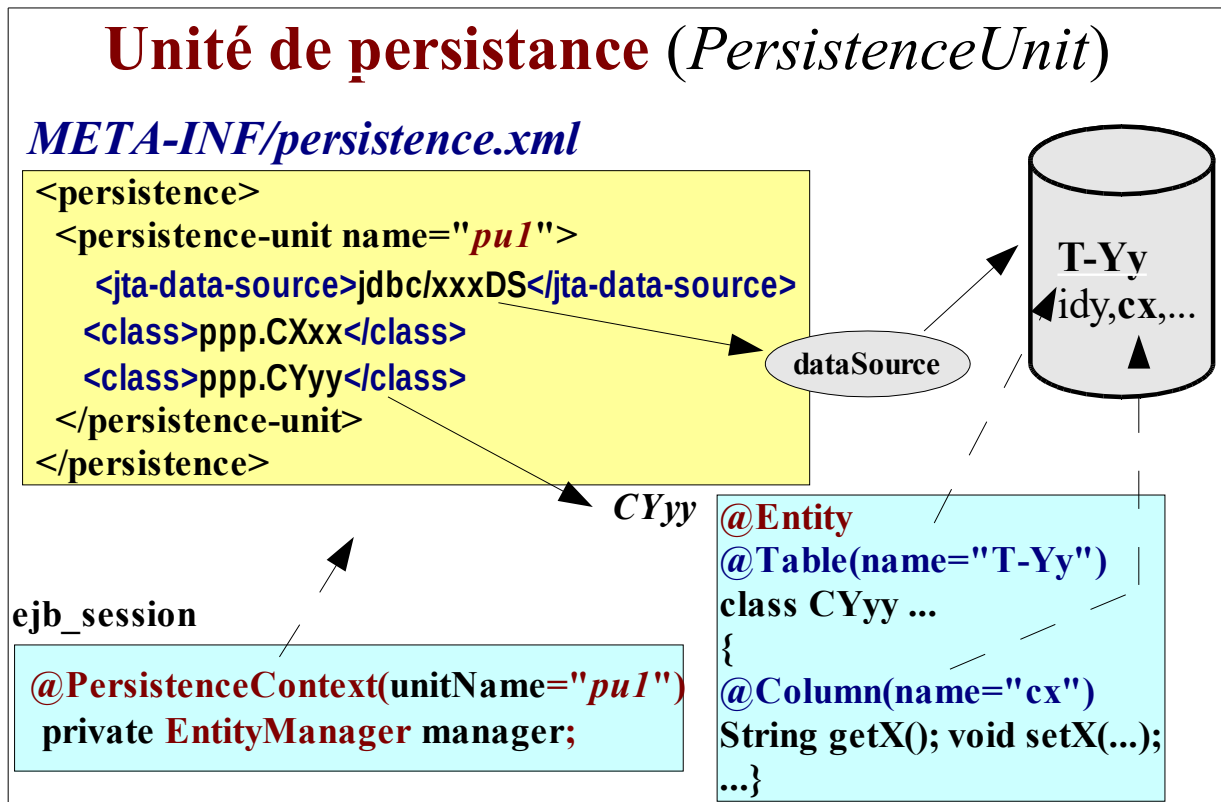 Unité de persistance (PersistenceUnit)
META-INF/persistence.xml
<persistence>
<persistence-unit name="pu1">
<jta-data-source>jdbc/xxxDS</jta-data-source>
<class>ppp.CXxx</class>
<class>ppp.CYyy</class>
</persistence-unit>
</persistence>
dataSource
T-Yy
idy,cx,...
CYyy
@Entity
@Table(name="T-Yy")
class CYyy ...
{
@Column(name="cx")
String getX(); void setX(...);
...}
ejb_session
@PersistenceContext(unitName="pu1")
private EntityManager manager;